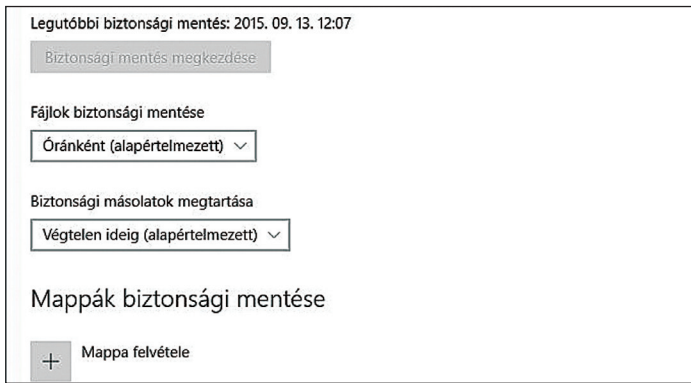 Legutóbbi biztonsági mentés: 2015. 09. 13. 12:07
Biztonsági mentés megkezdése
Fájlok biztonsági mentése
Óránként (alapértelmezett)
Biztonsági másolatok megtartása
Végtelen ideig (alapértelmezett)
Mappák biztonsági mentése
Mappa felvétele